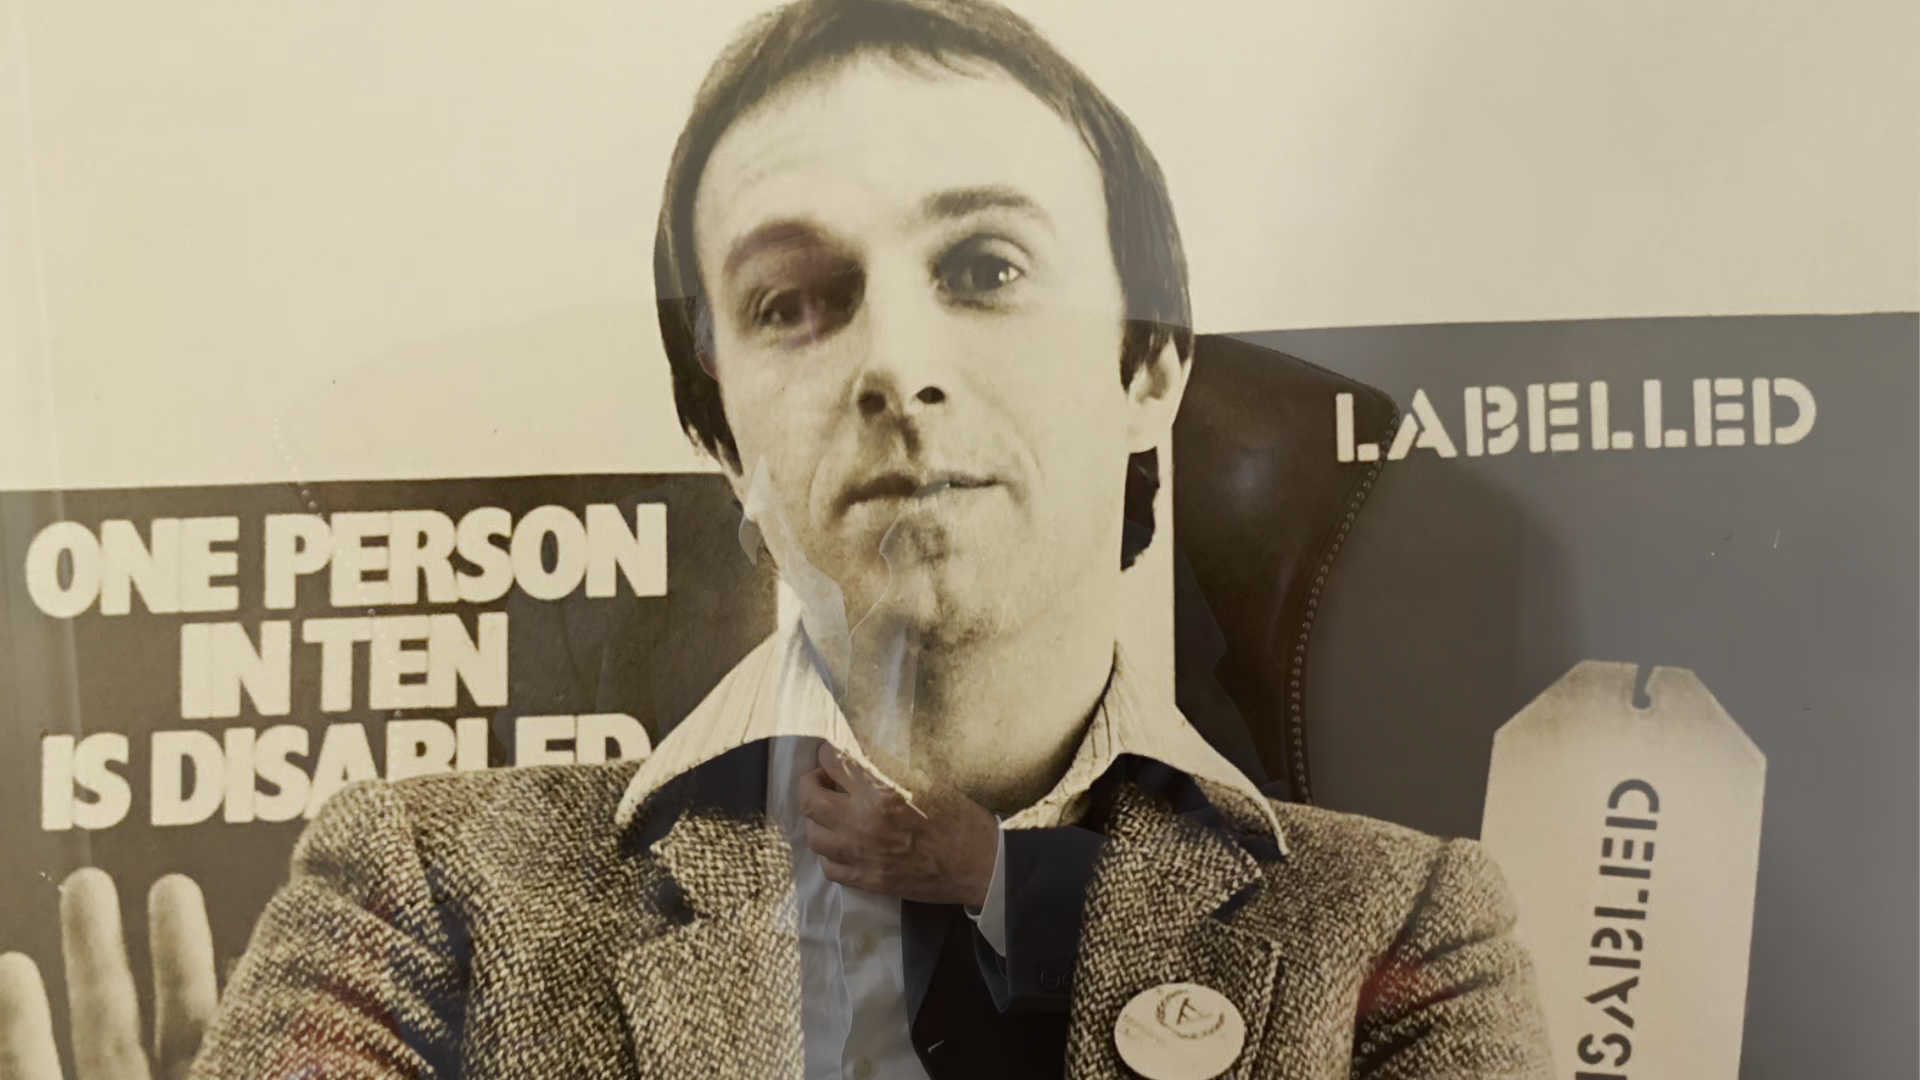 ONE PERSON
IN TEN
IS DISABLED
LABELLED
DISABLED